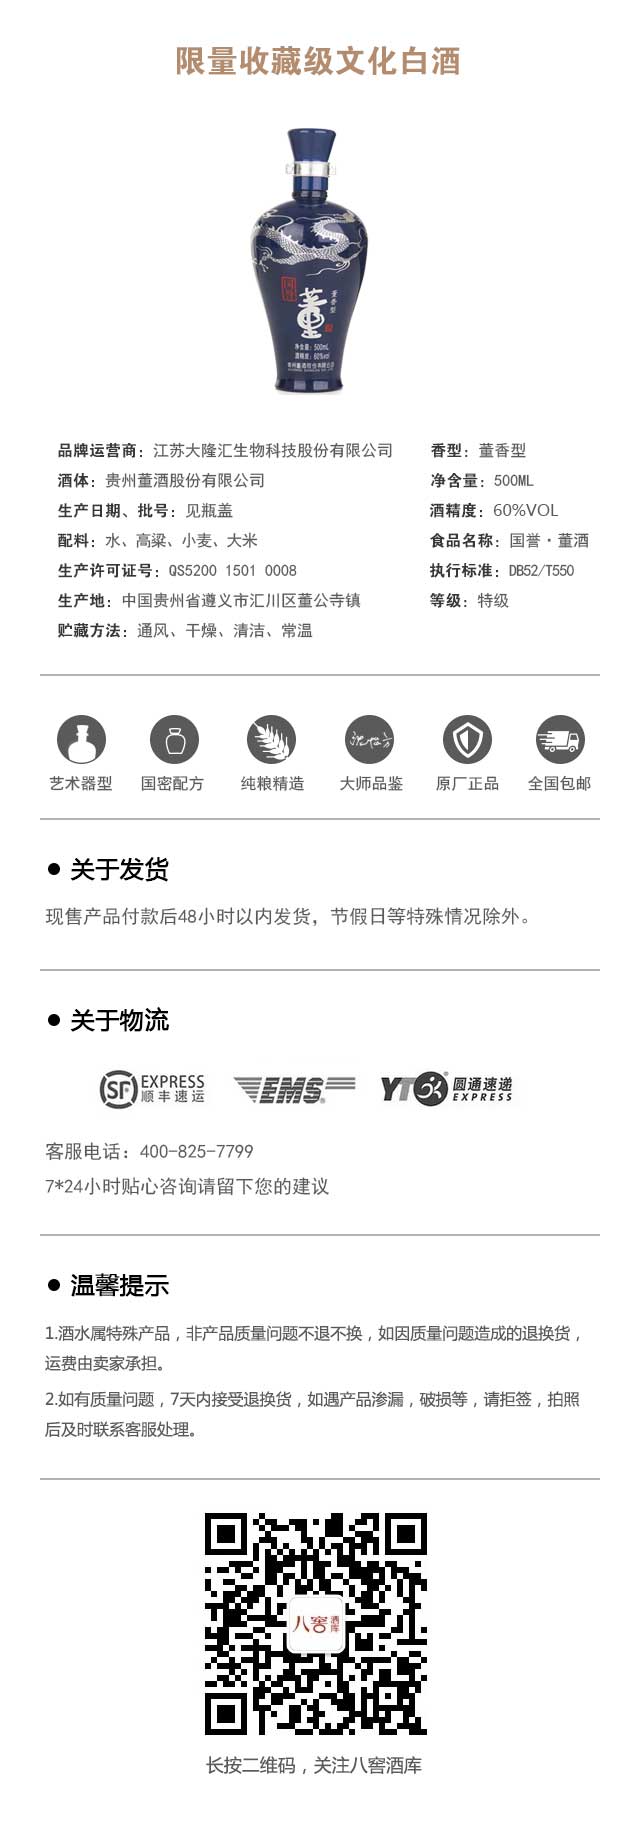 限量收藏级文化白酒
国誉
董
董香型
净含量：500mL
酒精度：60%vol
贵州董酒股份有限公司
品牌运营商：江苏大隆汇生物科技股份有限公司
香型：董香型
酒体：贵州董酒股份有限公司
净含量：500ML
生产日期、批号：见瓶盖
酒精度：60%VOL
配料：水、高粱、小麦、大米
食品名称：国誉·董酒
生产许可证号：QS5200 1501 0008
执行标准：DB52/T550
生产地：中国贵州省遵义市汇川区董公寺镇
等级：特级
贮藏方法：通风、干燥、清洁、常温
艺术器型
国密配方
纯粮精造
大师品鉴
原厂正品
全国包邮
● 关于发货
现售产品付款后48小时以内发货，节假日等特殊情况除外。
● 关于物流
SF EXPRESS
顺丰速运
EMS
YTO 圆通速递
EXPRESS
客服电话：400-825-7799
7*24小时贴心咨询请留下您的建议
● 温馨提示
1.酒水属特殊产品，非产品质量问题不退不换，如因质量问题造成的退换货，
运费由卖家承担。
2.如有质量问题，7天内接受退换货，如遇产品渗漏，破损等，请拒签，拍照
后及时联系客服处理。
八窖酒库
长按二维码，关注八窖酒库